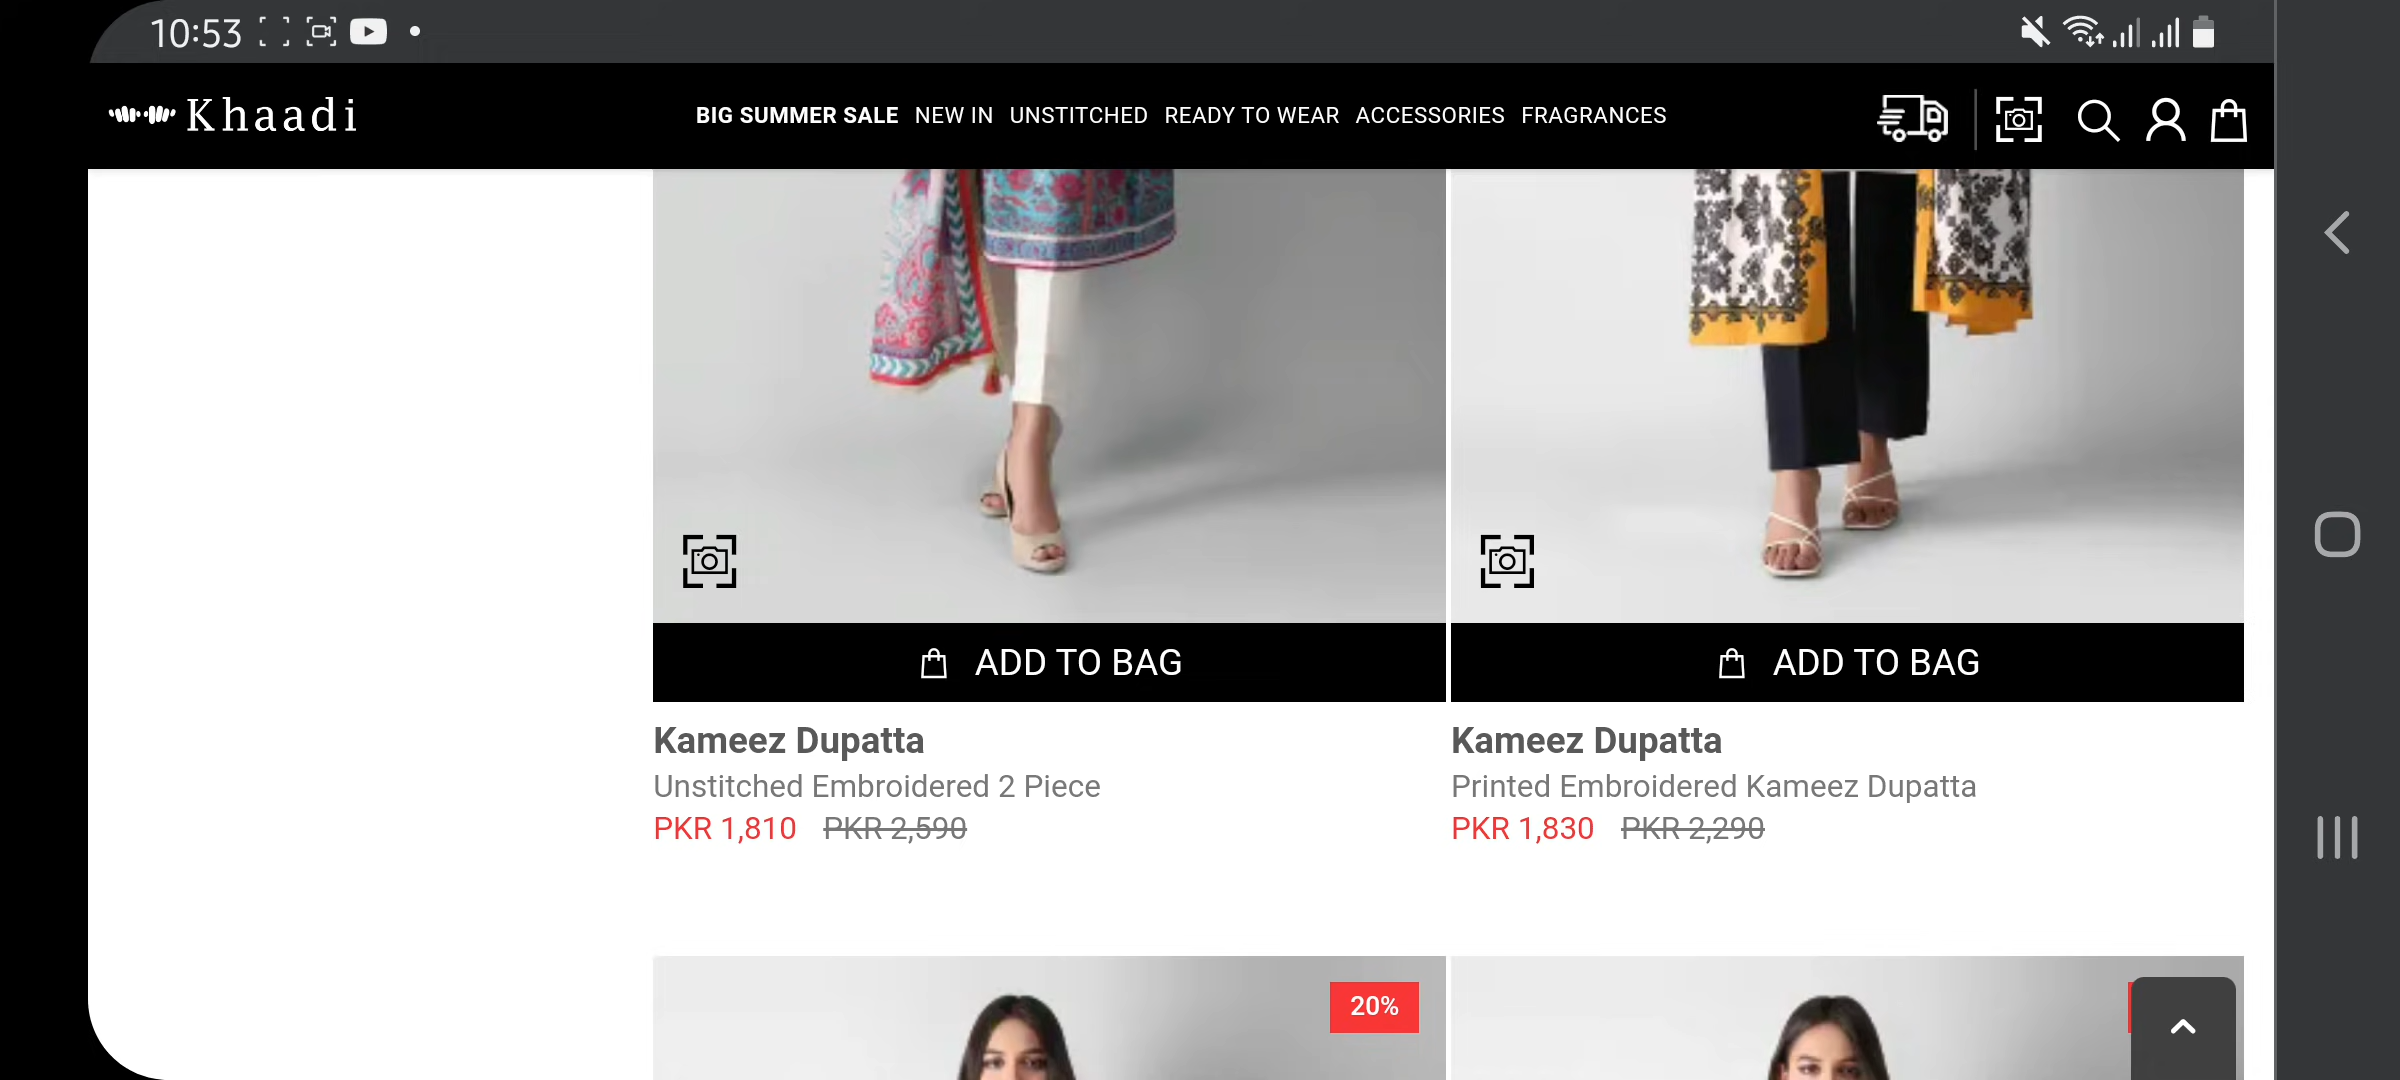 10:53
Khaadi
BIG SUMMER SALE NEW IN UNSTITCHED READY TO WEAR ACCESSORIES FRAGRANCES
ADD TO BAG
ADD TO BAG
Kameez Dupatta
Unstitched Embroidered 2 Piece
PKR 1,810 PKR 2,590
Kameez Dupatta
Printed Embroidered Kameez Dupatta
PKR 1,830 PKR 2,290
20%